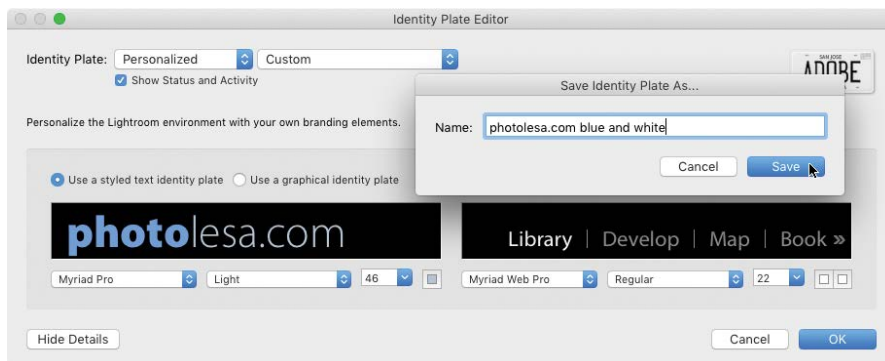 Identity Plate Editor
Identity Plate: Personalized Custom
Show Status and Activity
SAN JOSE
ADOBE
Save Identity Plate As...
Name: photolesa.com blue and white
Cancel Save
Personalize the Lightroom environment with your own branding elements.
Use a styled text identity plate Use a graphical identity plate
photolesa.com
Library | Develop | Map | Book »
Myriad Pro Light 46 Myriad Web Pro Regular 22
Hide Details Cancel OK